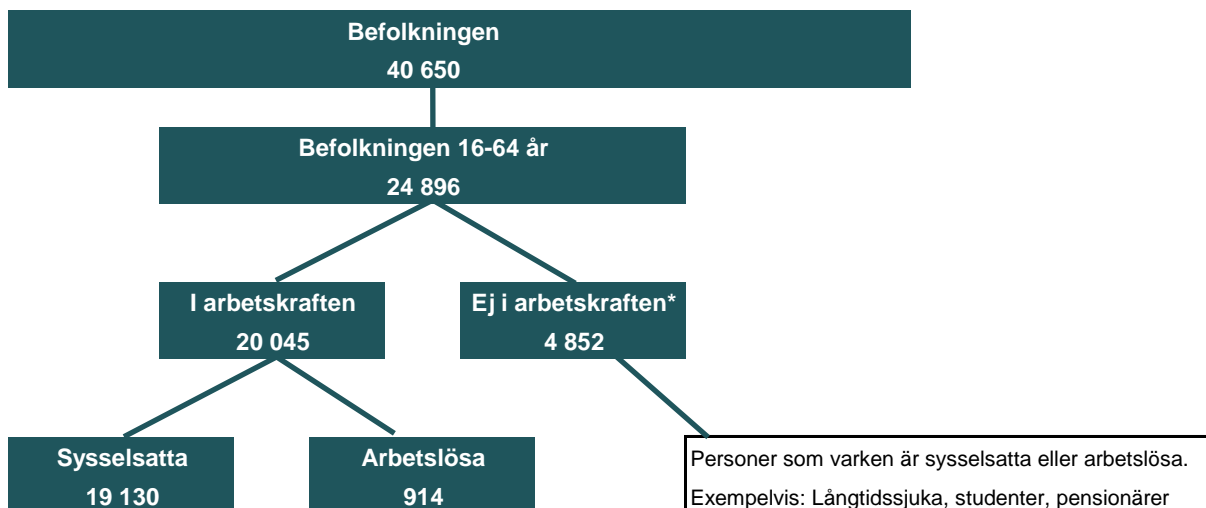 Befolkningen
40 650
Befolkningen 16-64 år
24 896
I arbetskraften
20 045
Ej i arbetskraften*
4 852
Sysselsatta
19 130
Arbetslösa
914
Personer som varken är sysselsatta eller arbetslösa.
Exempelvis: Långtidssjuka, studenter, pensionärer